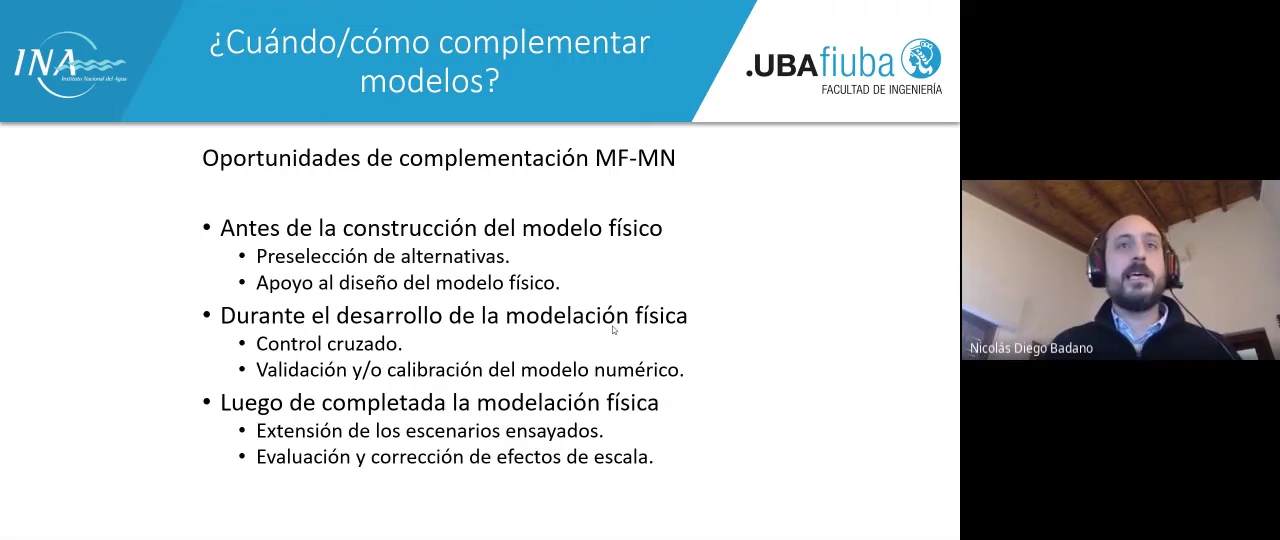 INA
Instituto Nacional del Agua
¿Cuándo/cómo complementar
modelos?
.UBAfiuba
FACULTAD DE INGENIERÍA
Oportunidades de complementación MF-MN
• Antes de la construcción del modelo físico
• Preselección de alternativas.
• Apoyo al diseño del modelo físico.
• Durante el desarrollo de la modelación física
• Control cruzado.
• Validación y/o calibración del modelo numérico.
• Luego de completada la modelación física
• Extensión de los escenarios ensayados.
• Evaluación y corrección de efectos de escala.
Nicolás Diego Badano